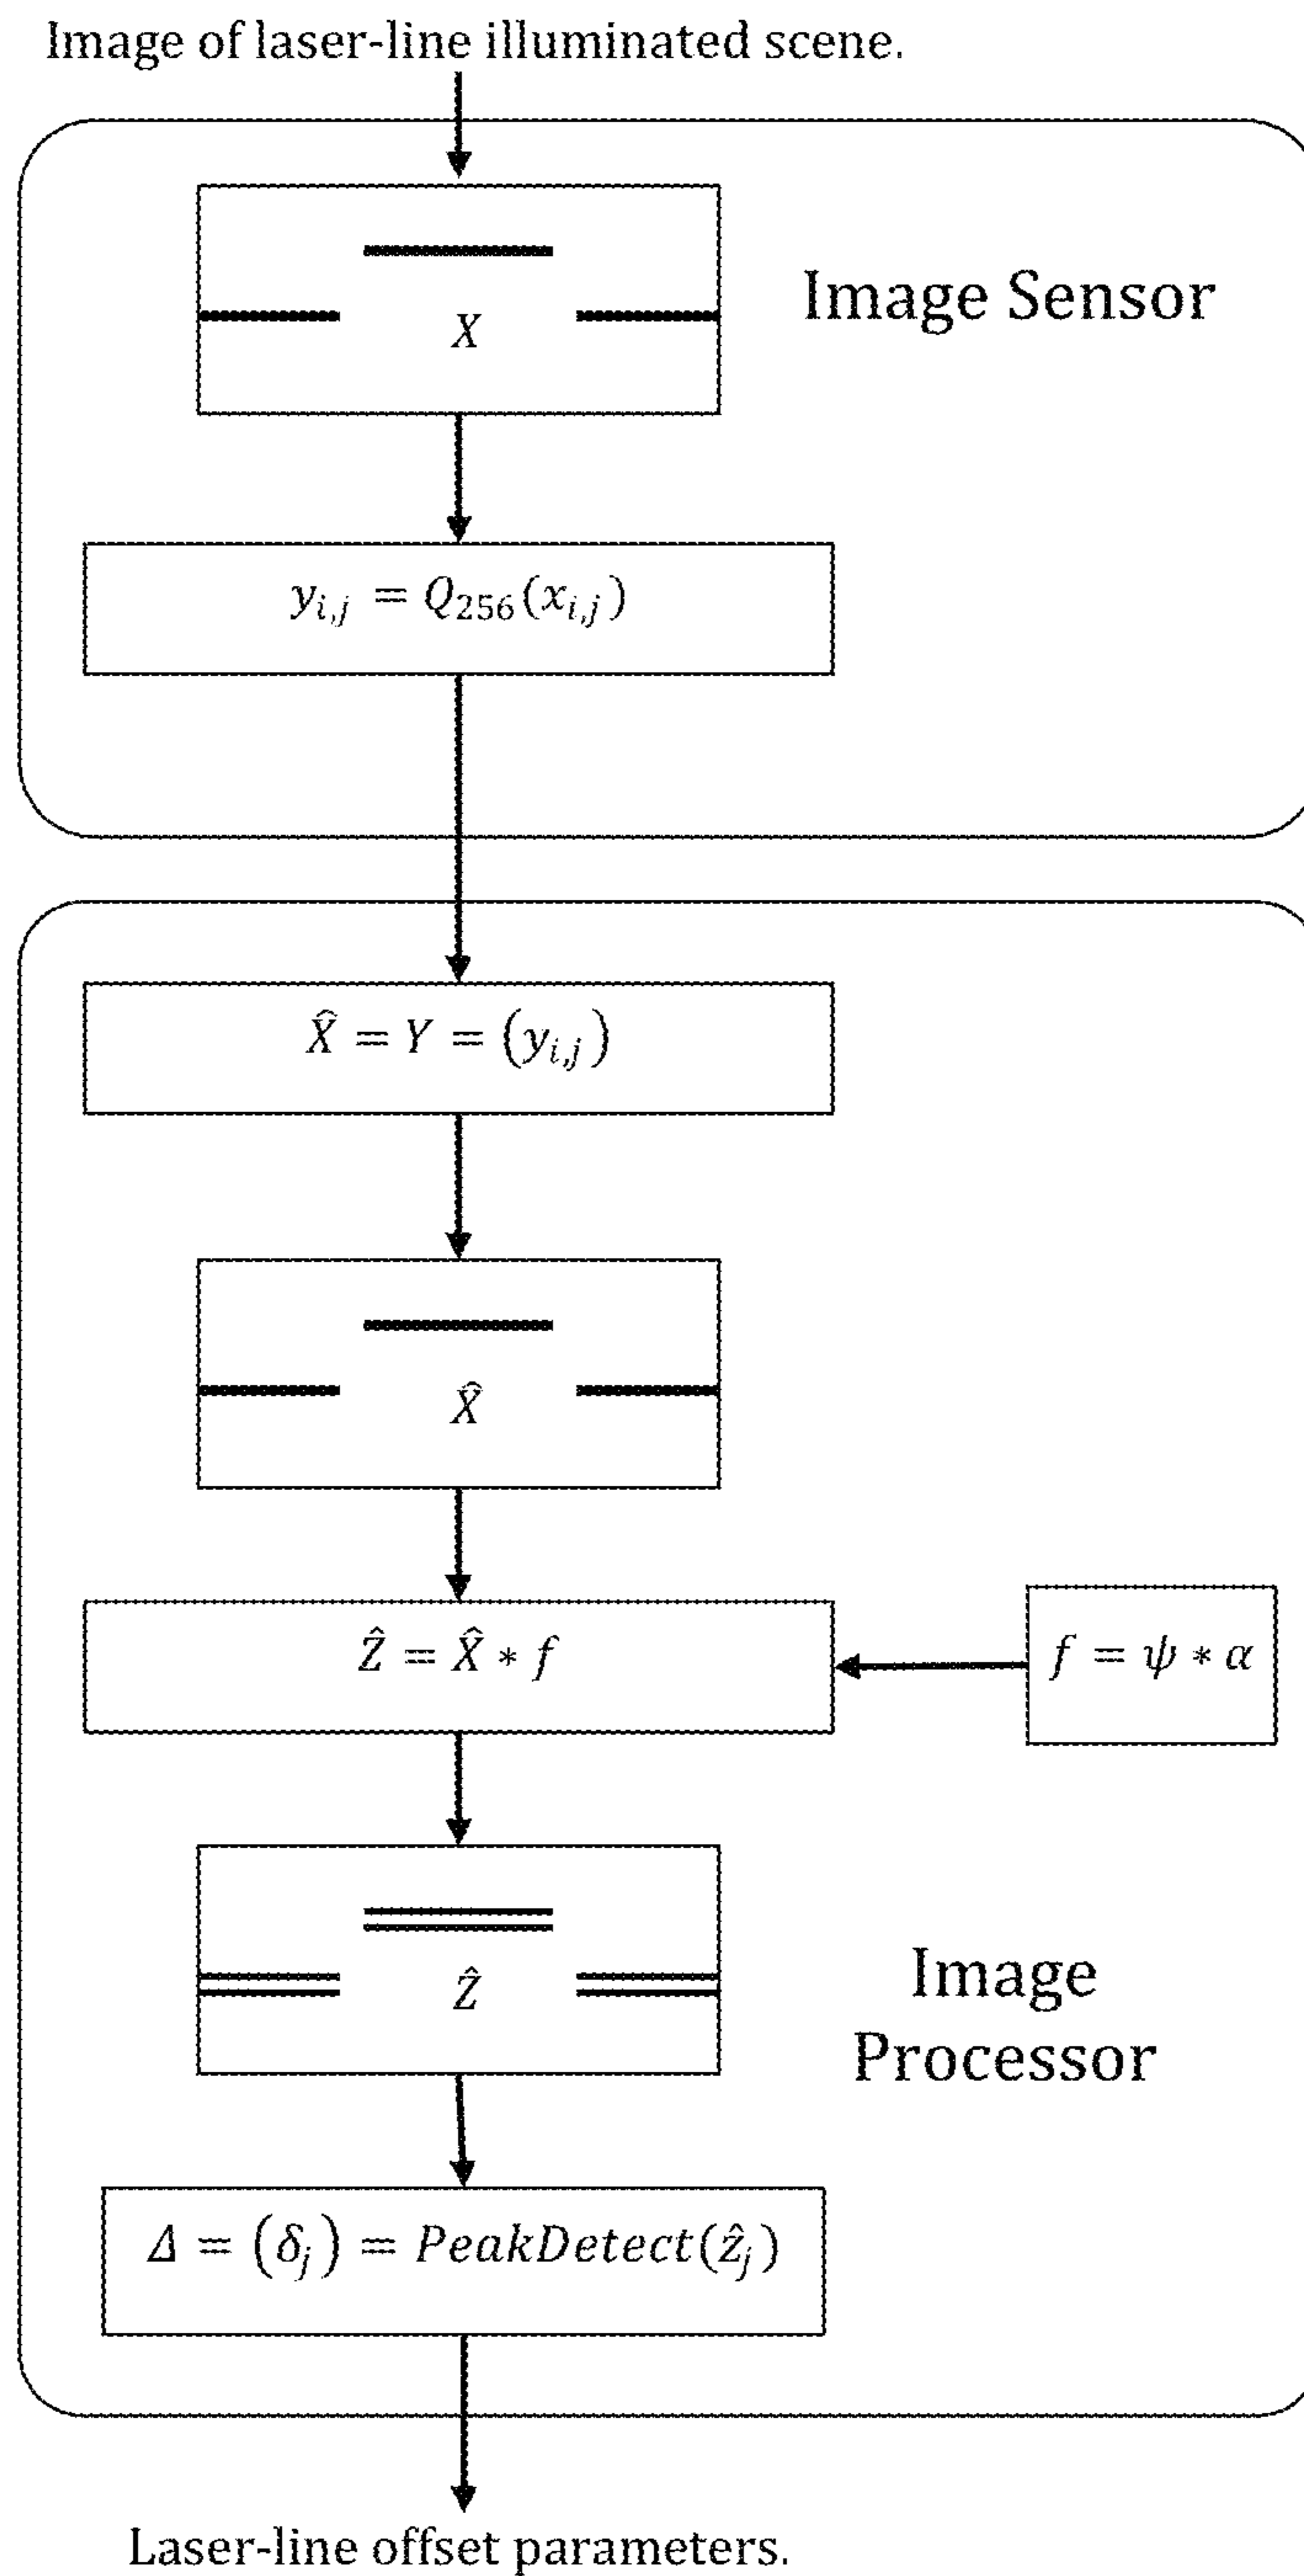 Image of laser-line illuminated scene.
Image Sensor
X
y_{i,j} = Q_{256}(x_{i,j})
X̂ = Y = (y_{i,j})
X̂
Ẑ = X̂ * f
f = ψ * α
Ẑ
Image
Processor
Δ = (δ_j) = PeakDetect(ẑ_j)
Laser-line offset parameters.